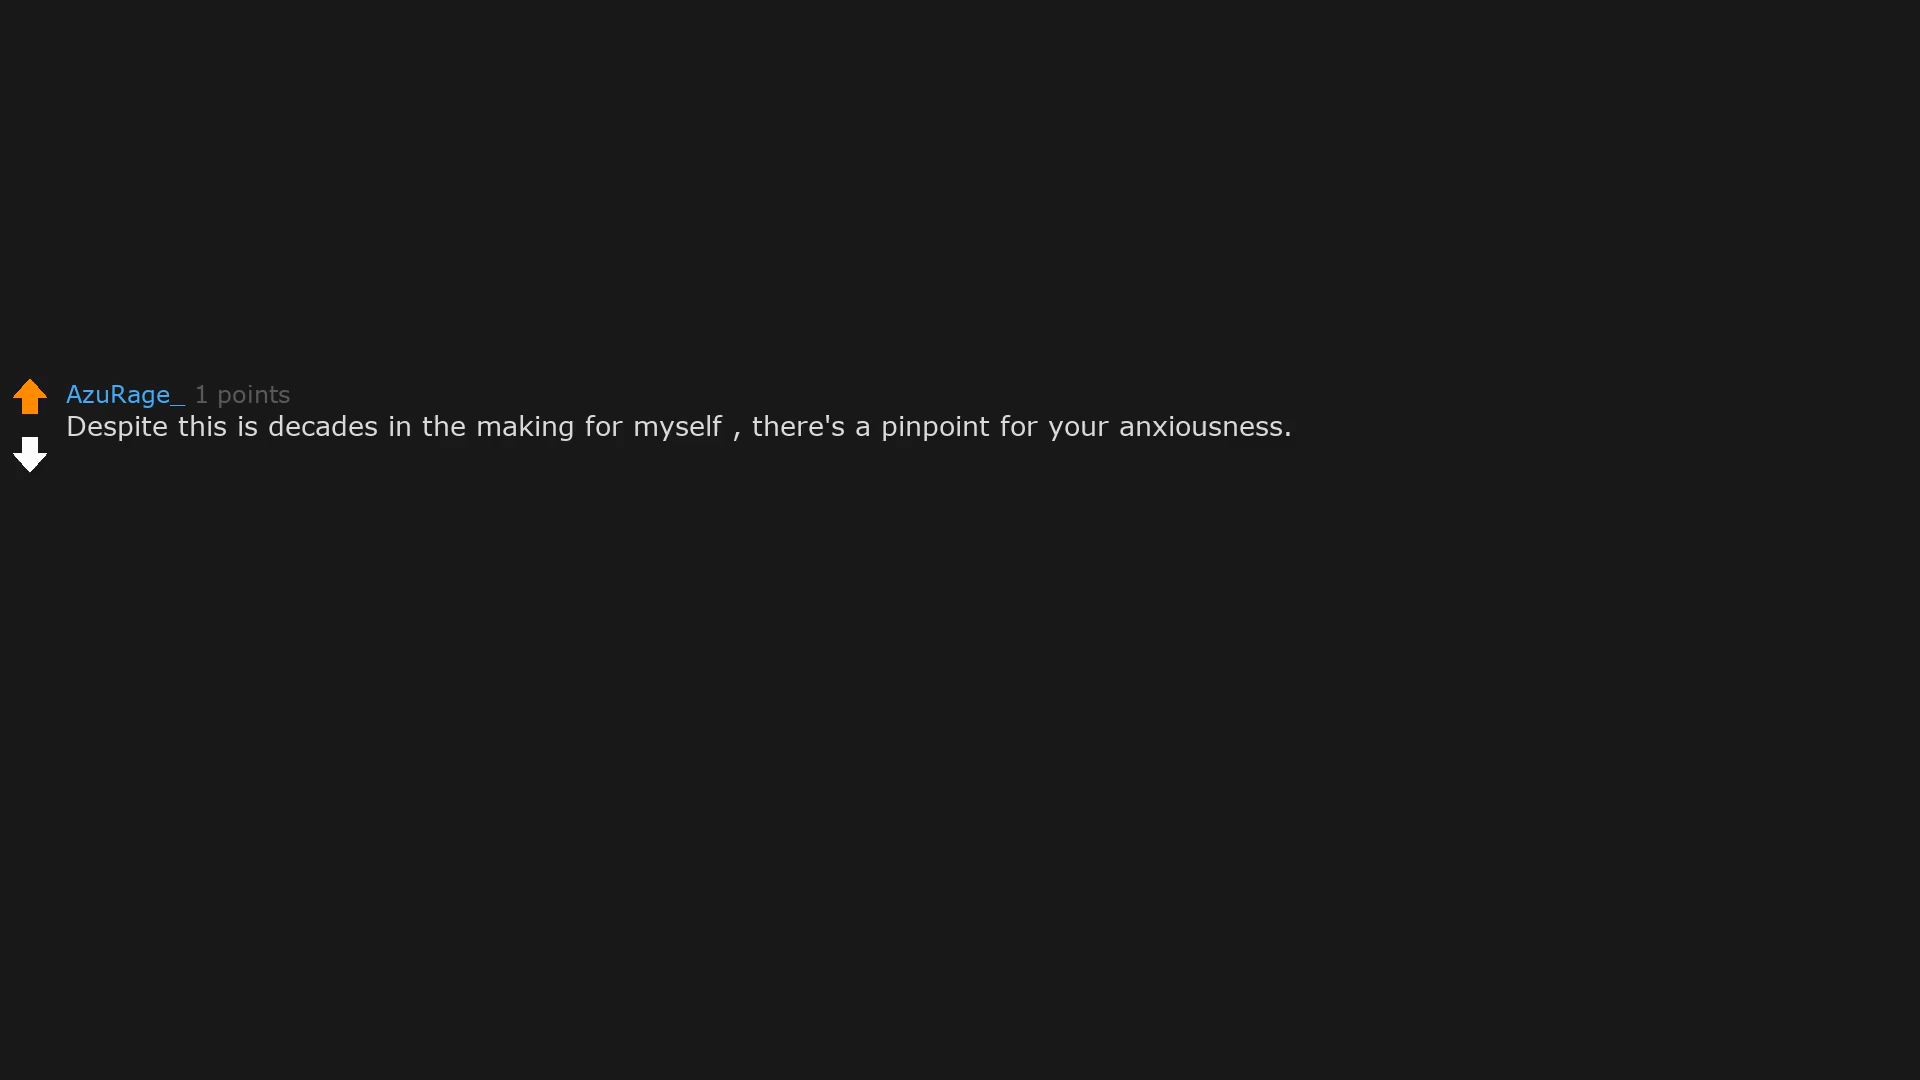 AzuRage_ 1 points
Despite this is decades in the making for myself , there's a pinpoint for your anxiousness.